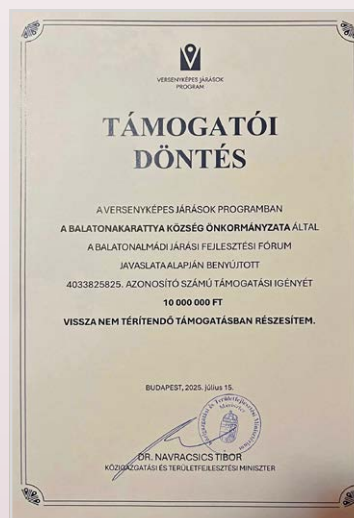 VERSENYKÉPES JÁRÁSOK
PROGRAM
TÁMOGATÓI
DÖNTÉS
A VERSENYKÉPES JÁRÁSOK PROGRAMBAN
A BALATONAKARATTYA KÖZSÉG ÖNKORMÁNYZATA ÁLTAL
A BALATONALMÁDI JÁRÁSI FEJLESZTÉSI FÓRUM
JAVASLATA ALAPJÁN BENYÚJTOTT
4033825825. AZONOSÍTÓ SZÁMÚ TÁMOGATÁSI IGÉNYÉT
10 000 000 FT
VISSZA NEM TÉRÍTENDŐ TÁMOGATÁSBAN RÉSZESÍTEM.
BUDAPEST, 2025. július 15.
DR. NAVRACSICS TIBOR
KÖZIGAZGATÁSI ÉS TERÜLETFEJLESZTÉSI MINISZTER